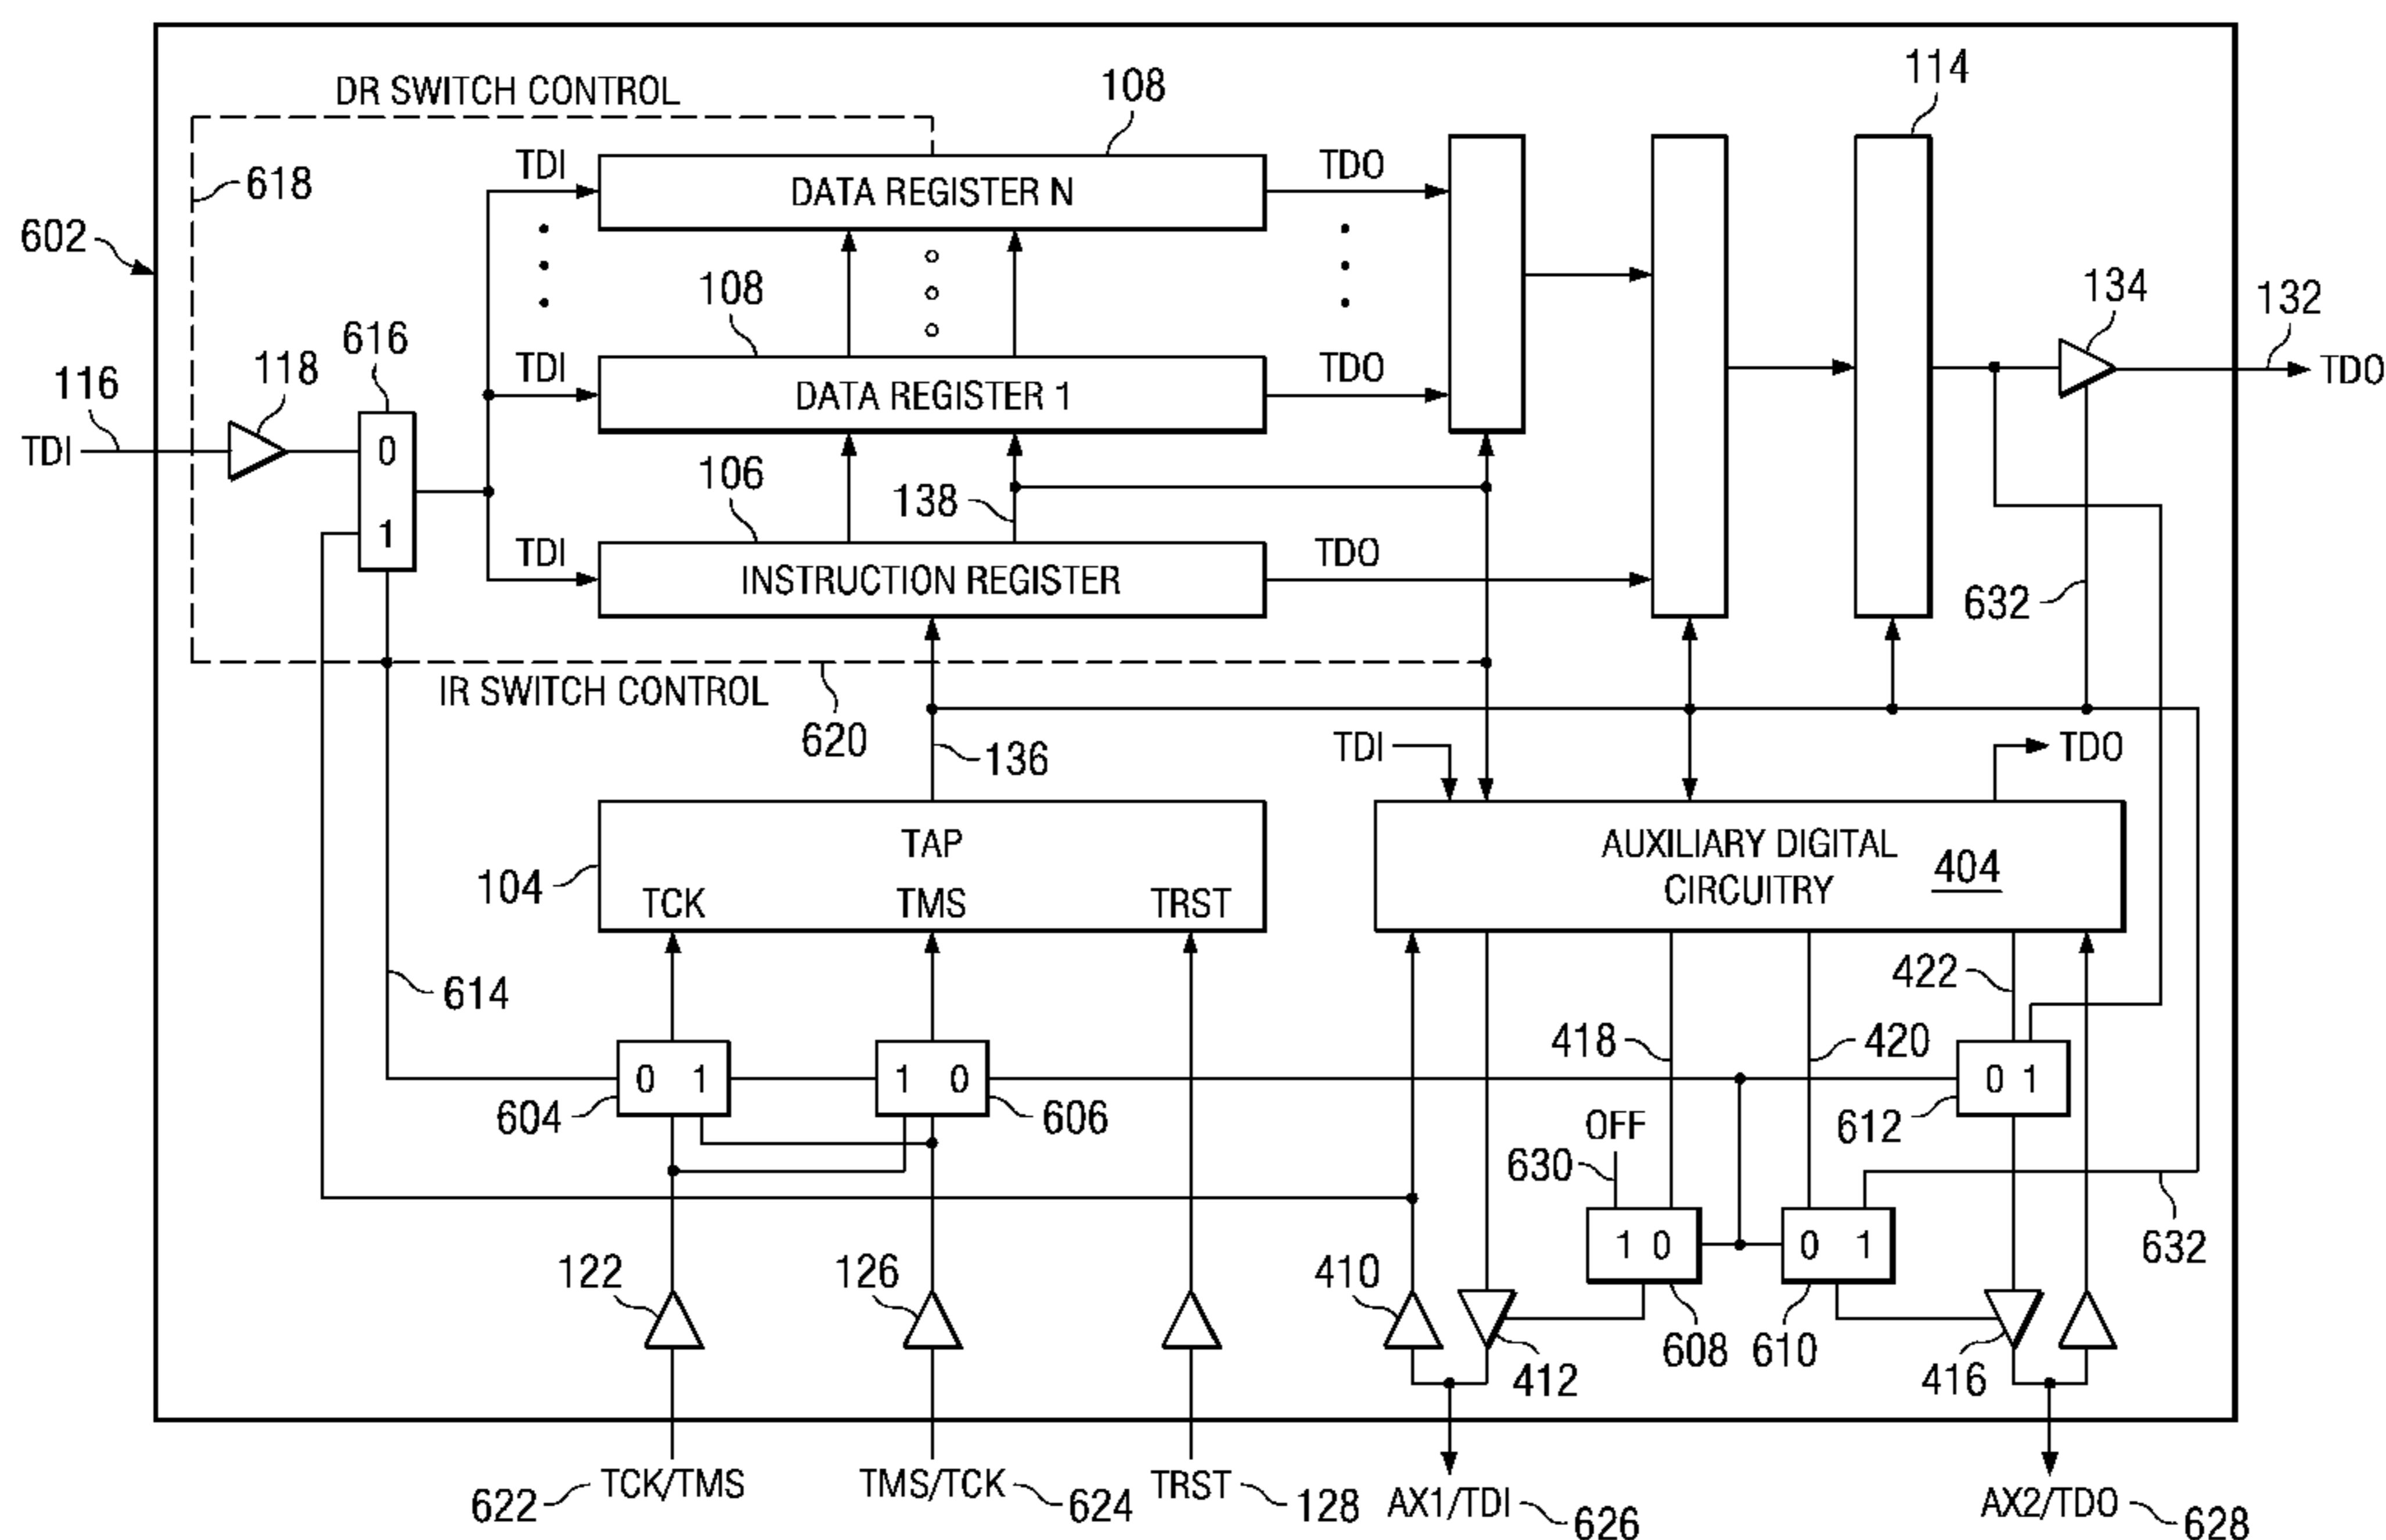 DR SWITCH CONTROL
108
114
618
TDI
DATA REGISTER N
TDO
602
108
134
132
616
TDI
DATA REGISTER 1
TDO
TDO
116
118
0
TDI
106
138
1
TDI
INSTRUCTION REGISTER
TDO
632
IR SWITCH CONTROL
620
136
TDI
TDO
TAP
104
TCK
TMS
TRST
AUXILIARY DIGITAL
CIRCUITRY
404
614
422
418
420
0 1
604
1 0
606
0 1
612
OFF
630
1 0
608
0 1
610
632
122
126
410
412
416
622
TCK/TMS
TMS/TCK
624
TRST
128
AX1/TDI
626
AX2/TDO
628